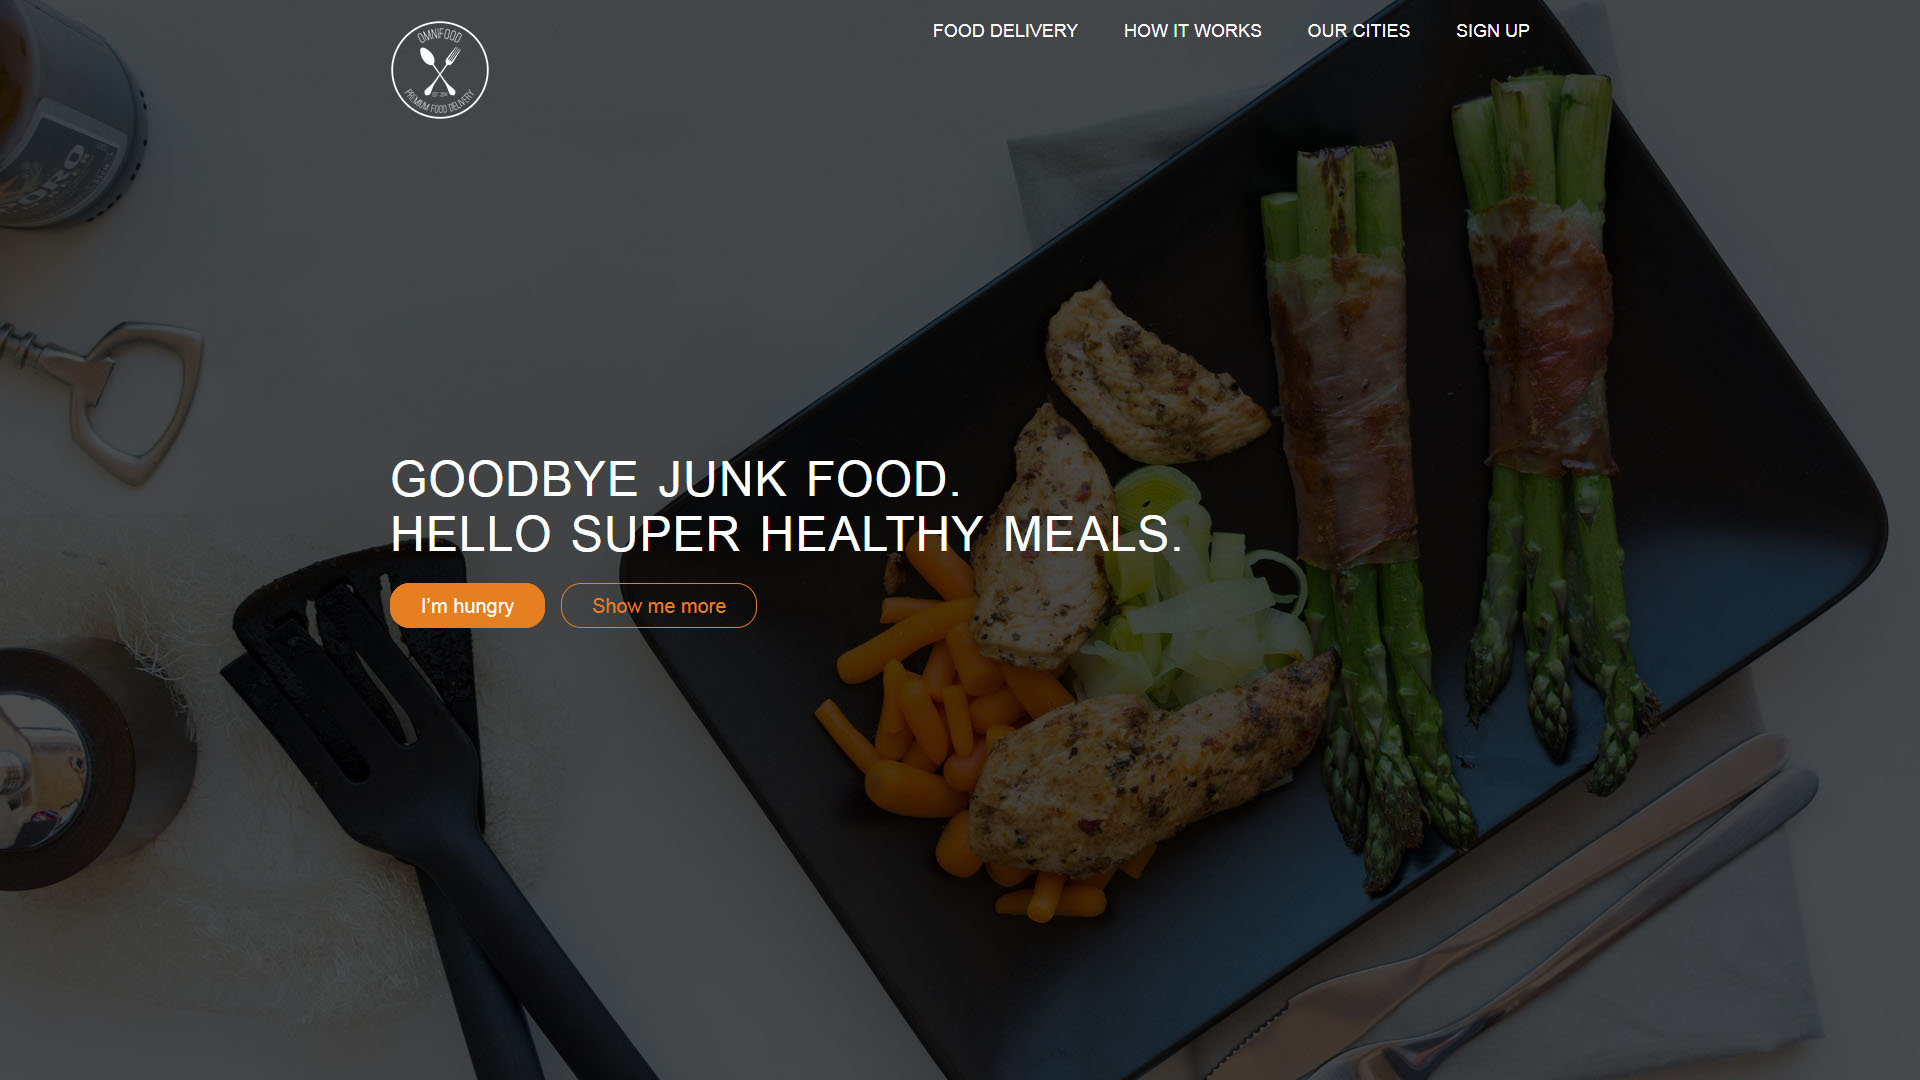 OMNIFOOD
EST 2014
PREMIUM FOOD DELIVERY
FOOD DELIVERY
HOW IT WORKS
OUR CITIES
SIGN UP
GOODBYE JUNK FOOD.
HELLO SUPER HEALTHY MEALS.
I'm hungry
Show me more